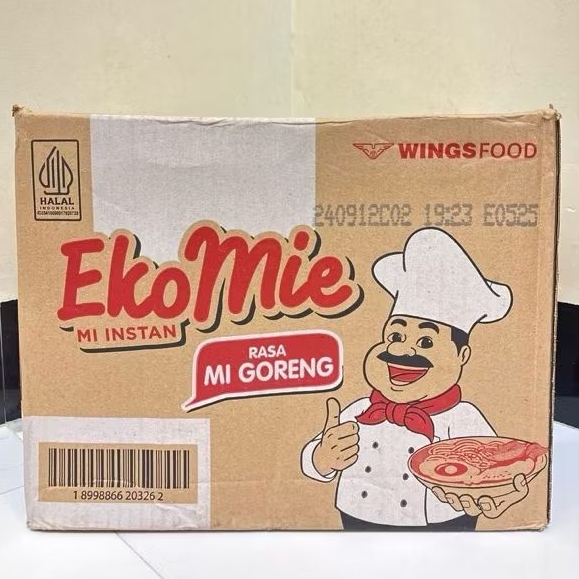 HALAL
INDONESIA
WINGSFOOD
240912C02 19:23 E0525
EkoMie
MI INSTAN
RASA
MI GORENG
1 8998866 20326 2